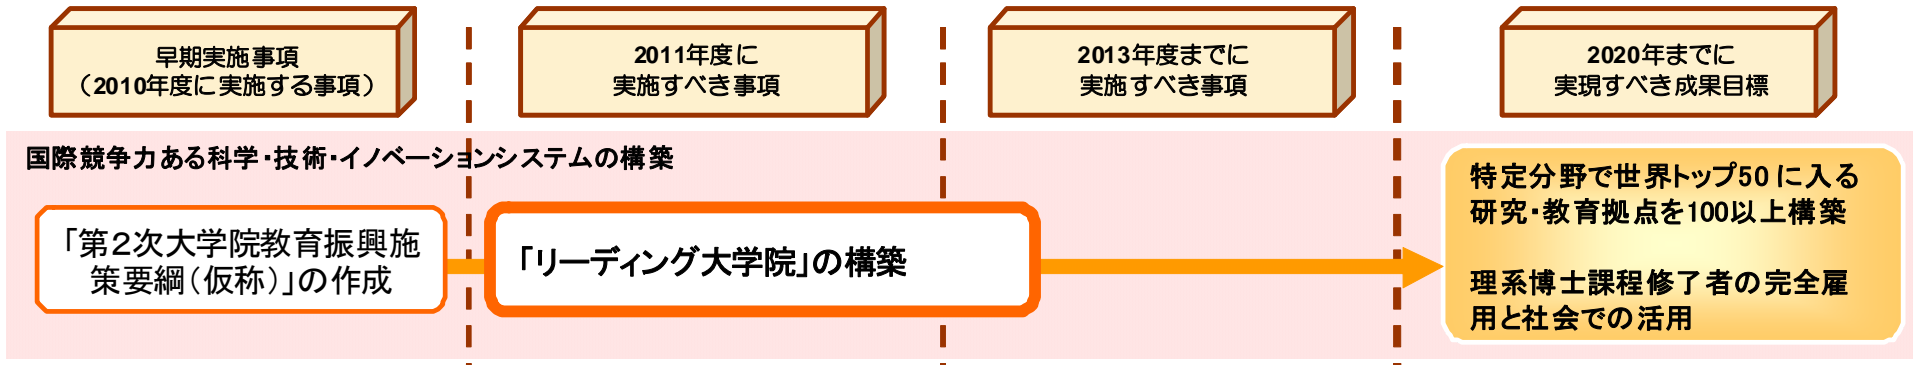 早期実施事項
（2010年度に実施する事項）
2011年度に
実施すべき事項
2013年度までに
実施すべき事項
2020年までに
実現すべき成果目標
国際競争力ある科学・技術・イノベーションシステムの構築
「第２次大学院教育振興施
策要綱（仮称）」の作成
「リーディング大学院」の構築
特定分野で世界トップ50に入る
研究・教育拠点を100以上構築
理系博士課程修了者の完全雇
用と社会での活用